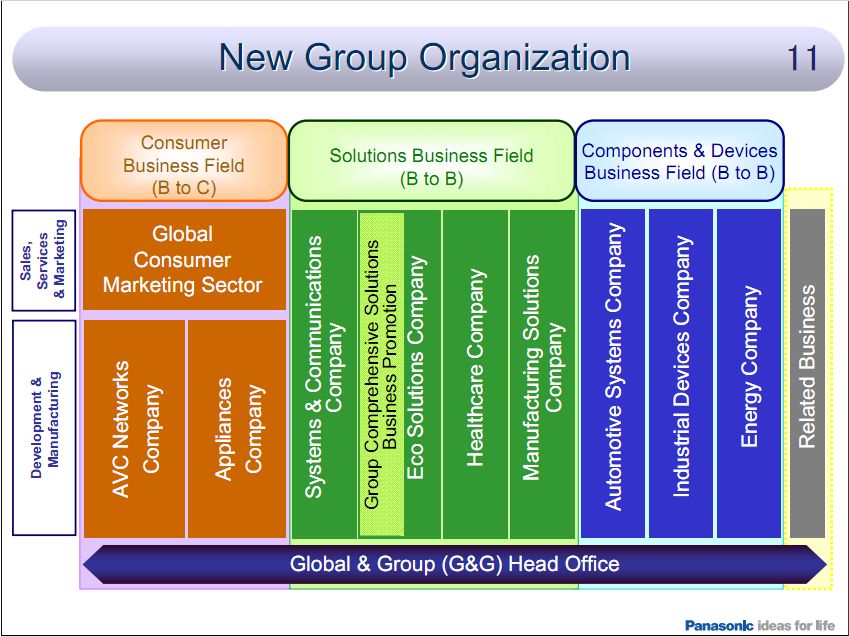 New Group Organization
11
Consumer
Business Field
(B to C)
Solutions Business Field
(B to B)
Components & Devices
Business Field (B to B)
Sales,
Services
& Marketing
Global
Consumer
Marketing Sector
Development &
Manufacturing
AVC Networks
Company
Appliances
Company
Systems & Communications
Company
Group Comprehensive Solutions
Business Promotion
Eco Solutions Company
Healthcare Company
Manufacturing Solutions
Company
Automotive Systems Company
Industrial Devices Company
Energy Company
Related Business
Global & Group (G&G) Head Office
Panasonic ideas for life